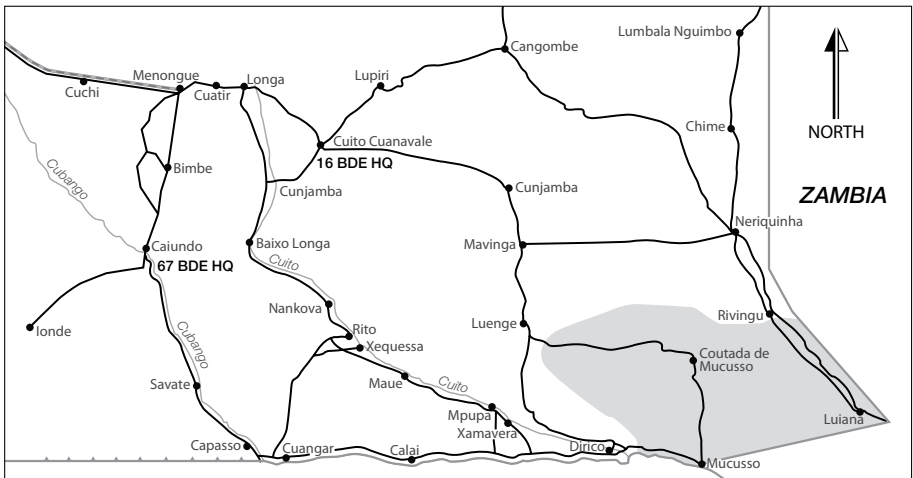 Lumbala Nguimbo
Cangombe
Menongue
Longa
Lupiri
Cuchi
Cuatir
Chime
NORTH
Cuito Cuanavale
16 BDE HQ
Cubango
Bimbe
Cunjamba
Cunjamba
ZAMBIA
Neriquinha
Caiundo
67 BDE HQ
Baixo Longa
Mavinga
Cuito
Nankova
Ionde
Rito
Xequessa
Luenge
Rivungu
Cubango
Coutada de
Mucusso
Savate
Maue
Cuito
Mpupa
Xamavera
Luiana
Capasso
Cuangar
Calai
Dirico
Mucusso